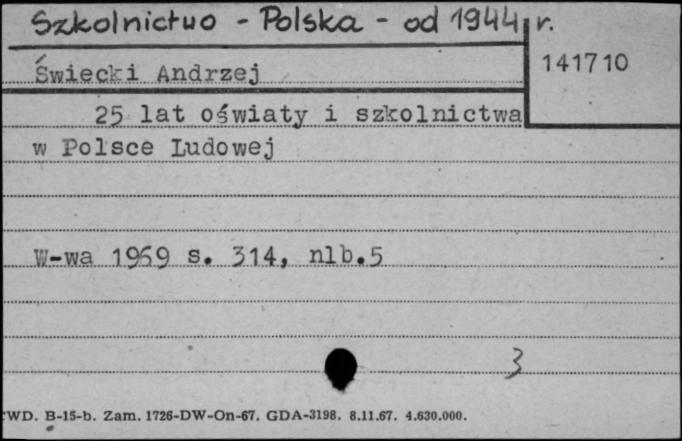 Szkolnictwo - Polska - od 1944 r.
Świecki Andrzej
141710
25 lat oświaty i szkolnictwa
w Polsce Ludowej
W-wa 1969 s. 314, nlb.5
3
WD. B-15-b. Zam. 1726-DW-On-67. GDA-3198. 8.11.67. 4.630.000.